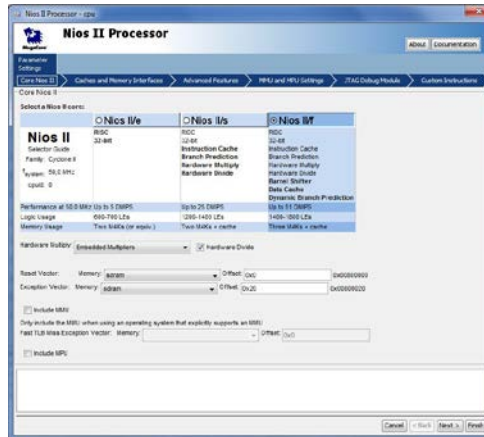 Nios II Processor - cpu
Nios II Processor
MegaCore
About Documentation
Parameter Settings
Core Nios II > Caches and Memory Interfaces > Advanced Features > MMU and MPU Settings > JTAG Debug Module > Custom Instructions
Core Nios II
Select a Nios II core:
Nios II/e Nios II/s Nios II/f
Nios II
Selector Guide
Family: Cyclone II
f system: 50.0 MHz
cpuid: 0
RISC
32-bit
RISC
32-bit
Instruction Cache
Branch Prediction
Hardware Multiply
Hardware Divide
RISC
32-bit
Instruction Cache
Branch Prediction
Hardware Multiply
Hardware Divide
Barrel Shifter
Data Cache
Dynamic Branch Prediction
Performance at 50.0 MHz Up to 5 DMIPS Up to 25 DMIPS Up to 51 DMIPS
Logic Usage 600-700 LEs 1200-1400 LEs 1400-1800 LEs
Memory Usage Two M4Ks (or equiv.) Two M4Ks + cache Three M4Ks + cache
Hardware Multiply: Embedded Multipliers Hardware Divide
Reset Vector: Memory: sdram Offset: 0x0 0x00800000
Exception Vector: Memory: sdram Offset: 0x20 0x00800020
Include MMU
Only include the MMU when using an operating system that explicitly supports an MMU
Fast TLB Miss Exception Vector: Memory: Offset: 0x0
Include MPU
Cancel < Back Next > Finish